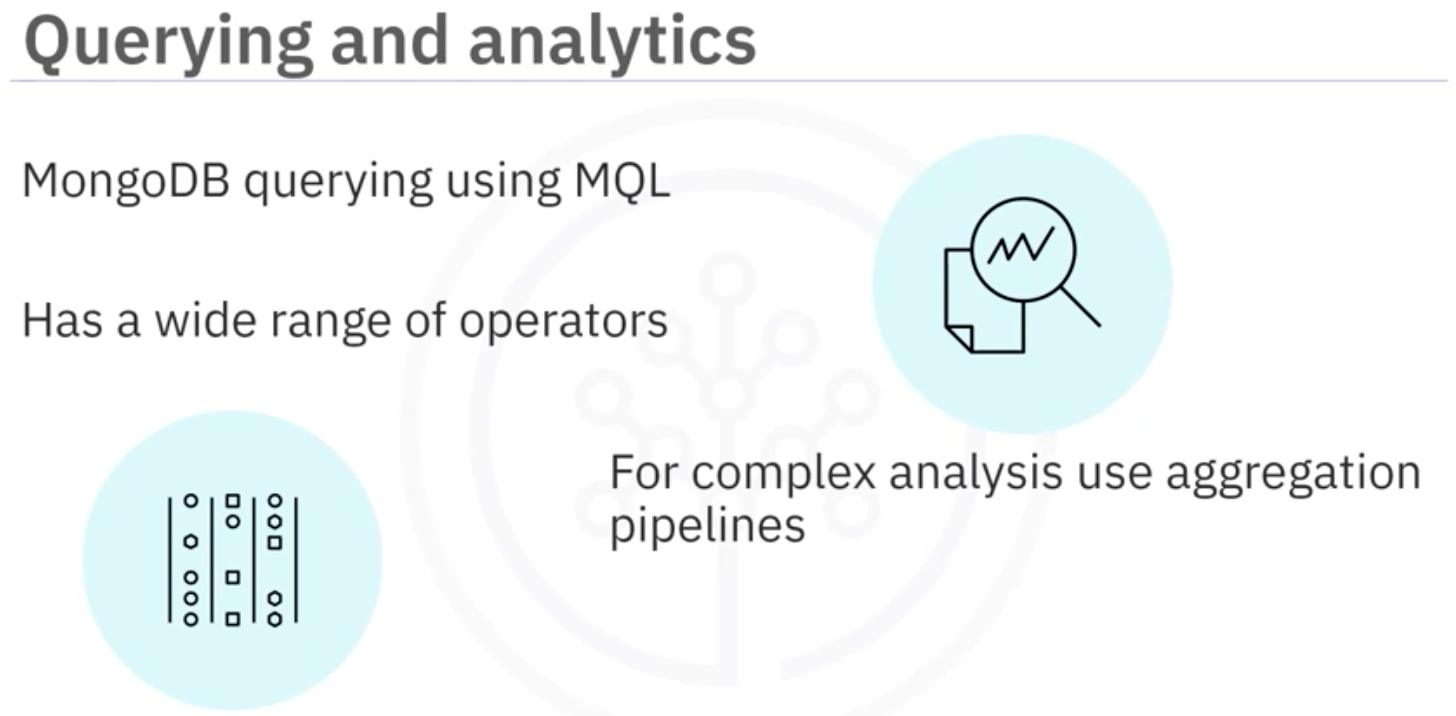 Querying and analytics
MongoDB querying using MQL
Has a wide range of operators
For complex analysis use aggregation
pipelines